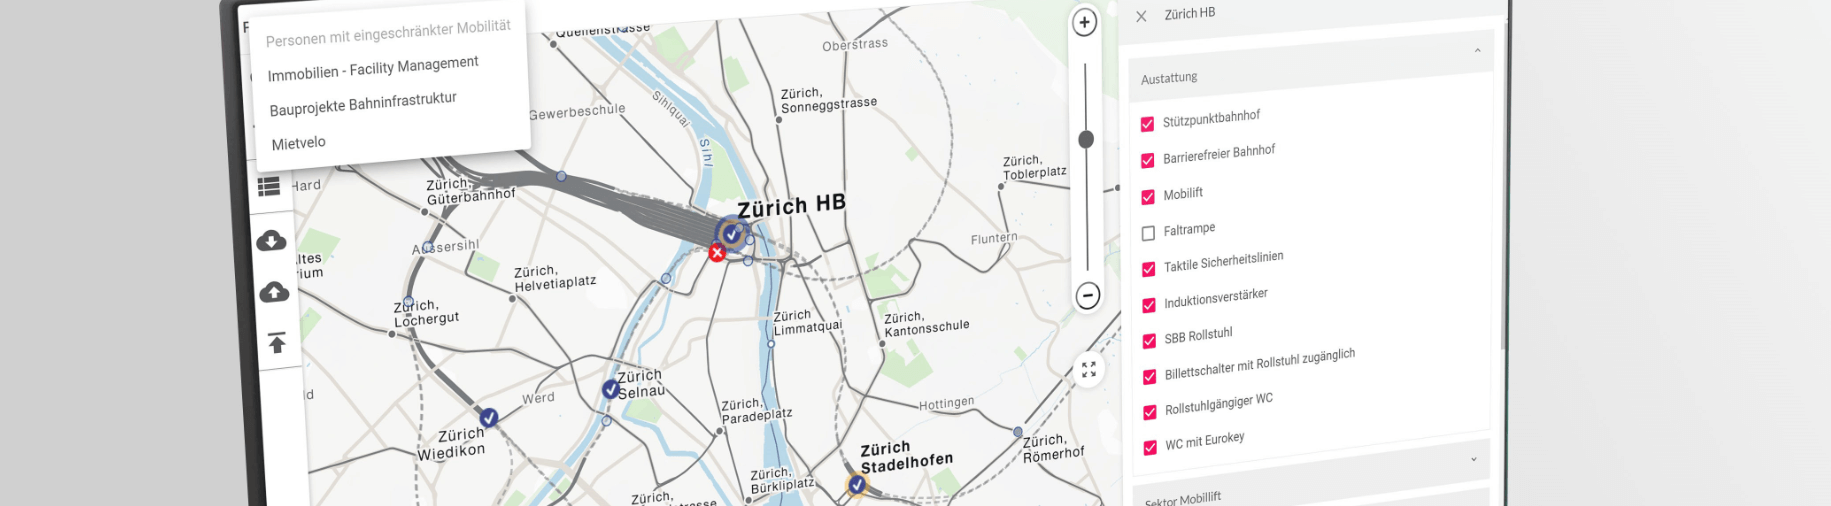 Personen mit eingeschränkter Mobilität
Immobilien - Facility Management
Bauprojekte Bahninfrastruktur
Mietvelo
Quellenstrasse
Oberstrass
Gewerbeschule
Sihlquai
Sihl
Zürich,
Sonneggstrasse
Zürich,
Toblerplatz
Hard
Zürich,
Güterbahnhof
Zürich HB
Aussersihl
Fluntern
Zürich,
Helvetiaplatz
Zürich,
Lochergut
Zürich
Limmatquai
Zürich,
Kantonsschule
Zürich
Selnau
Werd
Zürich,
Paradeplatz
Hottingen
Zürich
Wiedikon
Zürich
Stadelhofen
Zürich,
Römerhof
Zürich,
Bürkliplatz
Zürich,
Zürich HB
Austattung
Stützpunktbahnhof
Barrierefreier Bahnhof
Mobilift
Faltrampe
Taktile Sicherheitslinien
Induktionsverstärker
SBB Rollstuhl
Billettschalter mit Rollstuhl zugänglich
Rollstuhlgängiger WC
WC mit Eurokey
Sektor Mobillift